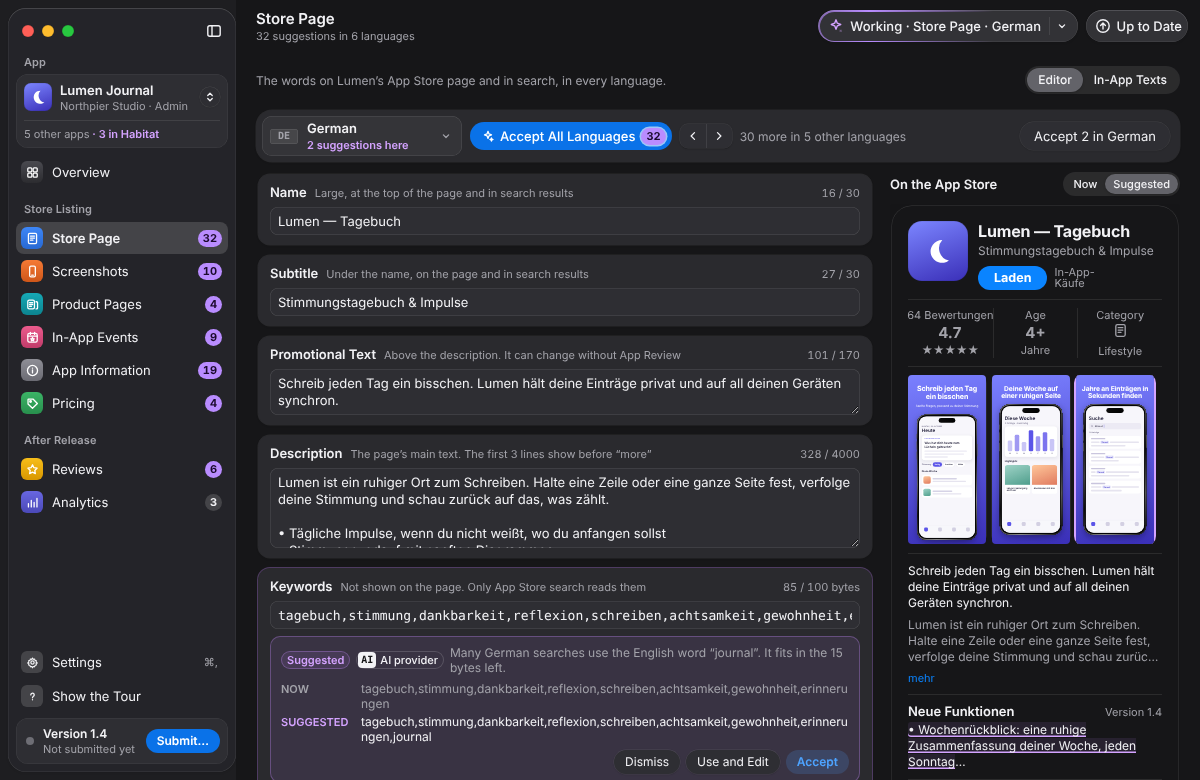 App
Lumen Journal
Northpier Studio · Admin
5 other apps · 3 in Habitat
Overview
Store Listing
Store Page 32
Screenshots 10
Product Pages 4
In-App Events 9
App Information 19
Pricing 4
After Release
Reviews 6
Analytics 3
Settings ⌘,
? Show the Tour
Version 1.4
Not submitted yet
Submit...
Store Page
32 suggestions in 6 languages
Working · Store Page · German
Up to Date
The words on Lumen's App Store page and in search, in every language.
Editor
In-App Texts
DE
German
2 suggestions here
Accept All Languages 32
30 more in 5 other languages
Accept 2 in German
Name Large, at the top of the page and in search results 16 / 30
Lumen — Tagebuch
Subtitle Under the name, on the page and in search results 27 / 30
Stimmungstagebuch & Impulse
Promotional Text Above the description. It can change without App Review 101 / 170
Schreib jeden Tag ein bisschen. Lumen hält deine Einträge privat und auf all deinen Geräten
synchron.
Description The page's main text. The first 3 lines show before “more” 328 / 4000
Lumen ist ein ruhiger Ort zum Schreiben. Halte eine Zeile oder eine ganze Seite fest, verfolge
deine Stimmung und schau zurück auf das, was zählt.
• Tägliche Impulse, wenn du nicht weißt, wo du anfangen sollst
Keywords Not shown on the page. Only App Store search reads them 85 / 100 bytes
tagebuch,stimmung,dankbarkeit,reflexion,schreiben,achtsamkeit,gewohnheit,e
Suggested AI AI provider Many German searches use the English word “journal”. It fits in the 15
bytes left.
NOW tagebuch,stimmung,dankbarkeit,reflexion,schreiben,achtsamkeit,gewohnheit,erinneru
ngen
SUGGESTED tagebuch,stimmung,dankbarkeit,reflexion,schreiben,achtsamkeit,gewohnheit,erinneru
ngen,journal
Dismiss
Use and Edit
Accept
On the App Store
Now
Suggested
Lumen — Tagebuch
Stimmungstagebuch & Impulse
Laden
In-App-
Käufe
64 Bewertungen
4.7
★★★★★
Age
4+
Jahre
Category
Lifestyle
Schreib jeden Tag
ein bisschen
Heute
Deine Woche auf
einer ruhigen Seite
Diese Woche
Jahre an Einträgen in
Sekunden finden
Suche
Schreib jeden Tag ein bisschen. Lumen hält
deine Einträge privat und auf all deinen
Geräten synchron.
Lumen ist ein ruhiger Ort zum Schreiben.
Halte eine Zeile oder eine ganze Seite fest,
verfolge deine Stimmung und schau zurüc...
mehr
Neue Funktionen Version 1.4
• Wochenrückblick: eine ruhige
Zusammenfassung deiner Woche, jeden
Sonntag...